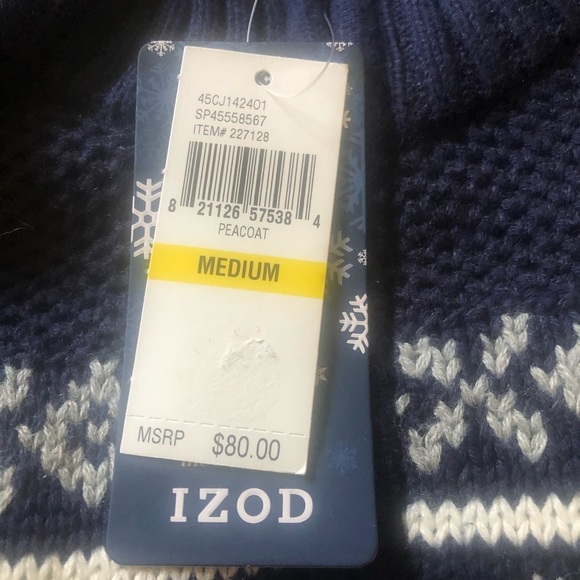 45CJ142401
SP45558567
ITEM# 227128
8 21126 57538 4
PEACOAT
MEDIUM
MSRP $80.00
IZOD